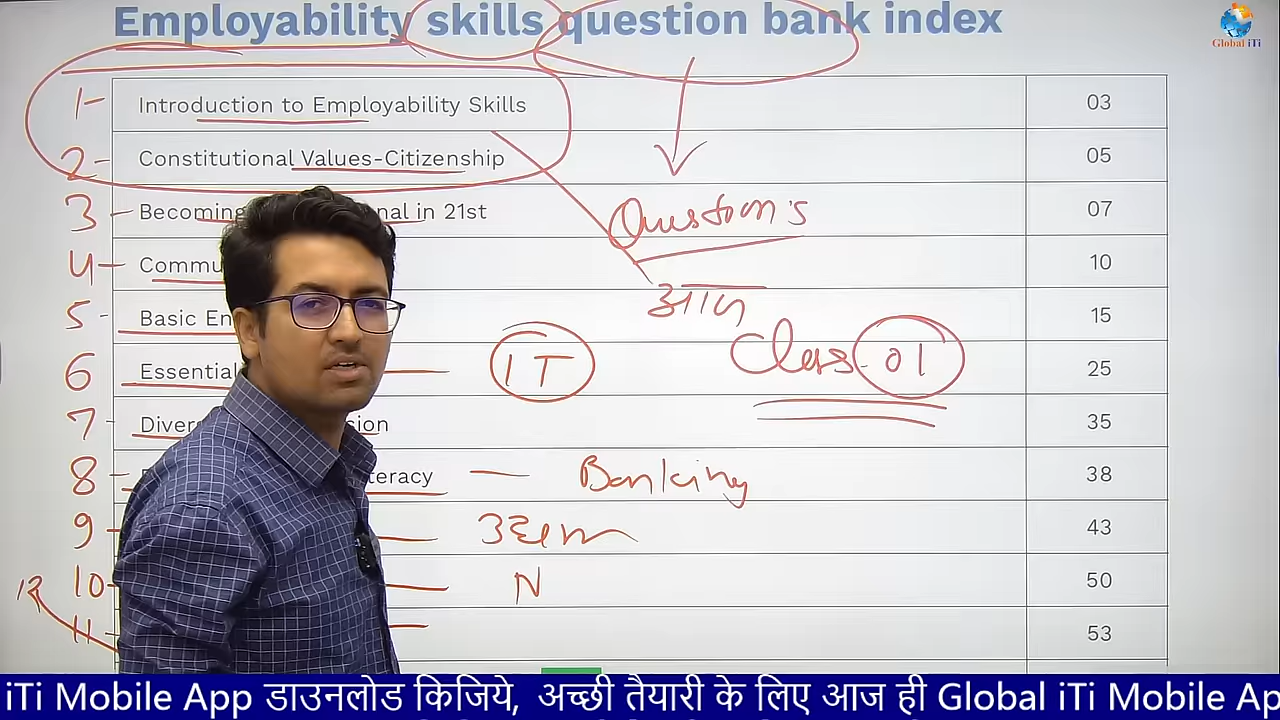 Employability skills question bank index
Global iTi
1- Introduction to Employability Skills 03
2- Constitutional Values-Citizenship 05
3- Becoming nal in 21st 07
Question's
4- Commu 10
आज
5- Basic En 15
Class-01
6 Essential IT 25
7- Diver sion 35
8- teracy Banking 38
9- उद्यम 43
10- N 50
12
11- 53
iTi Mobile App डाउनलोड किजिये, अच्छी तैयारी के लिए आज ही Global iTi Mobile Ap